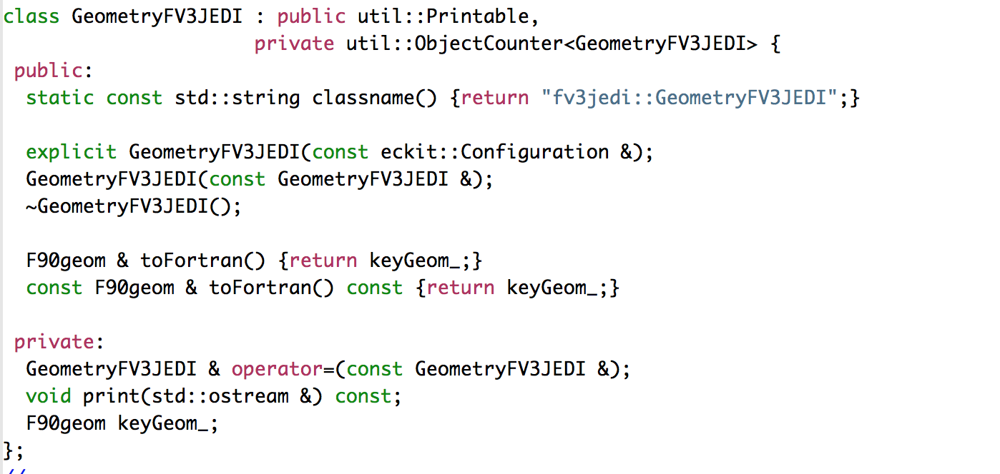 class GeometryFV3JEDI : public util::Printable,
                      private util::ObjectCounter<GeometryFV3JEDI> {
 public:
  static const std::string classname() {return "fv3jedi::GeometryFV3JEDI";}

  explicit GeometryFV3JEDI(const eckit::Configuration &);
  GeometryFV3JEDI(const GeometryFV3JEDI &);
  ~GeometryFV3JEDI();

  F90geom & toFortran() {return keyGeom_;}
  const F90geom & toFortran() const {return keyGeom_;}

 private:
  GeometryFV3JEDI & operator=(const GeometryFV3JEDI &);
  void print(std::ostream &) const;
  F90geom keyGeom_;
};
//